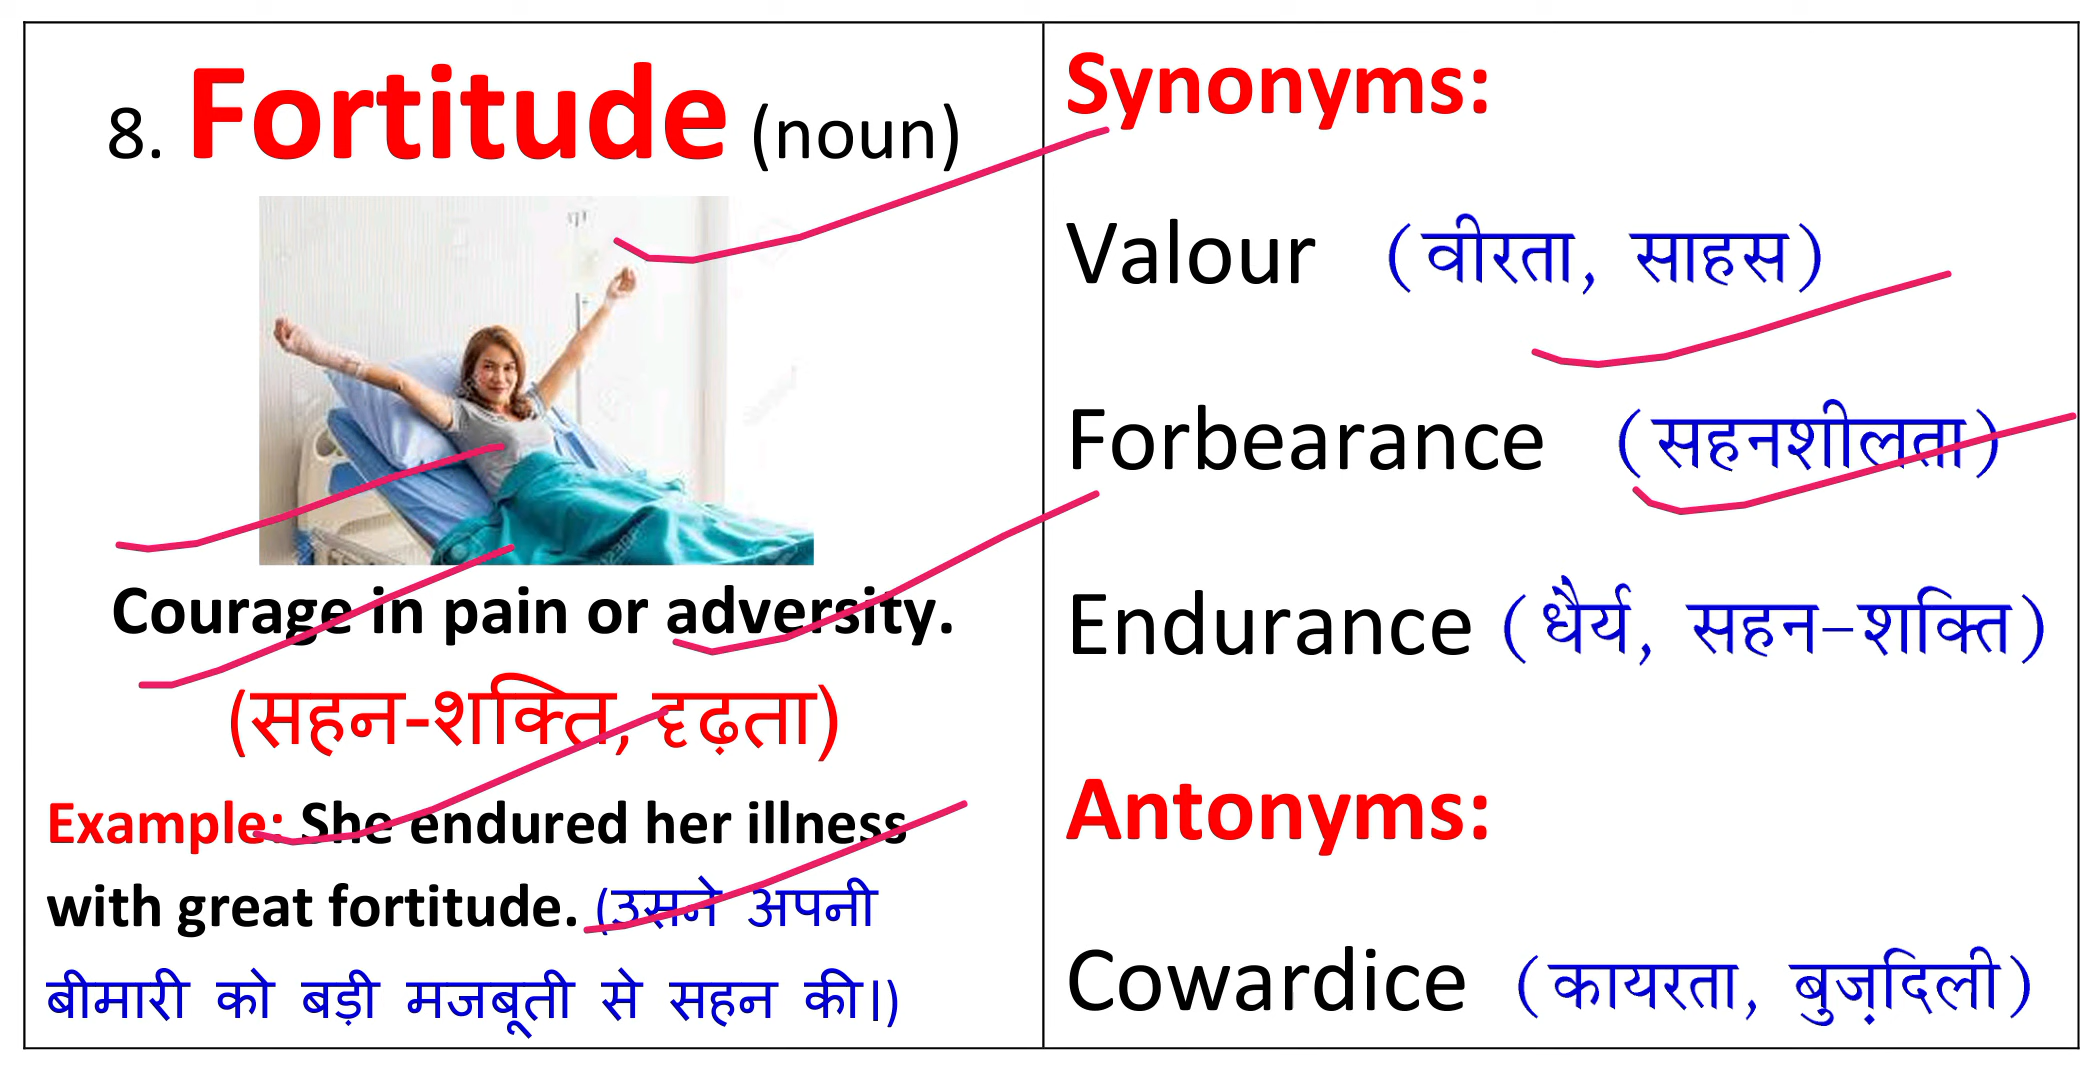 8. Fortitude (noun)
Courage in pain or adversity.
(सहन-शक्ति, दृढ़ता)
Example: She endured her illness
with great fortitude. (उसने अपनी
बीमारी को बड़ी मजबूती से सहन की।)
Synonyms:
Valour (वीरता, साहस)
Forbearance (सहनशीलता)
Endurance (धैर्य, सहन-शक्ति)
Antonyms:
Cowardice (कायरता, बुज़दिली)